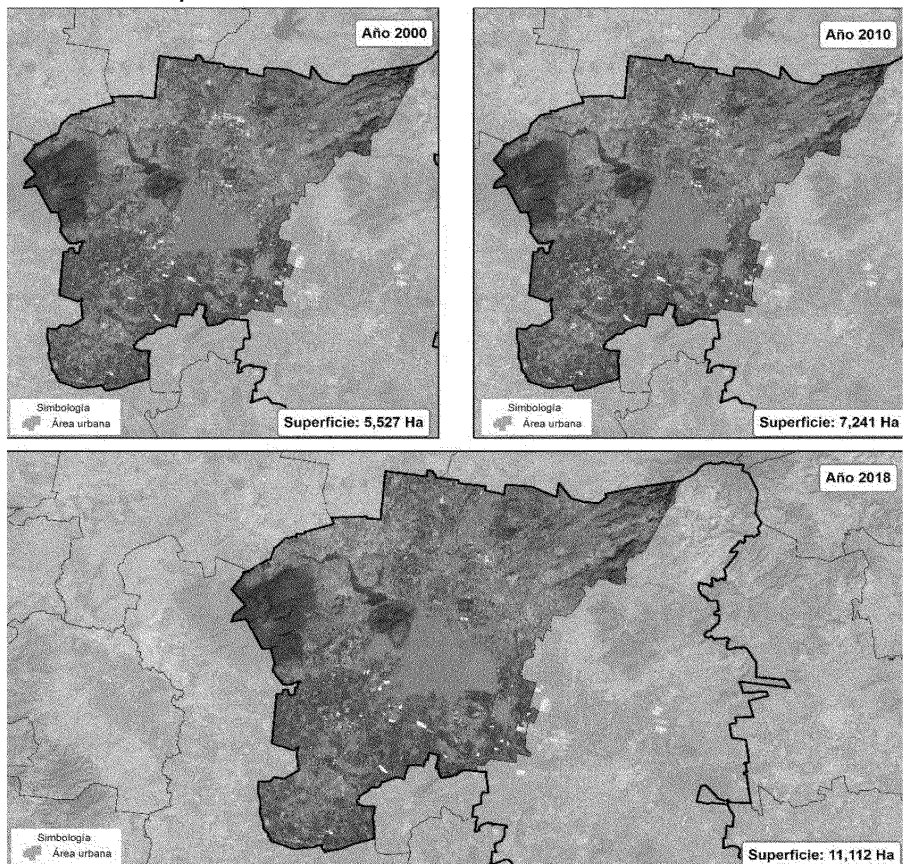 Año 2000
Simbología
Área urbana
Superficie: 5,527 Ha
Año 2010
Simbología
Área urbana
Superficie: 7,241 Ha
Año 2018
Simbología
Área urbana
Superficie: 11,112 Ha